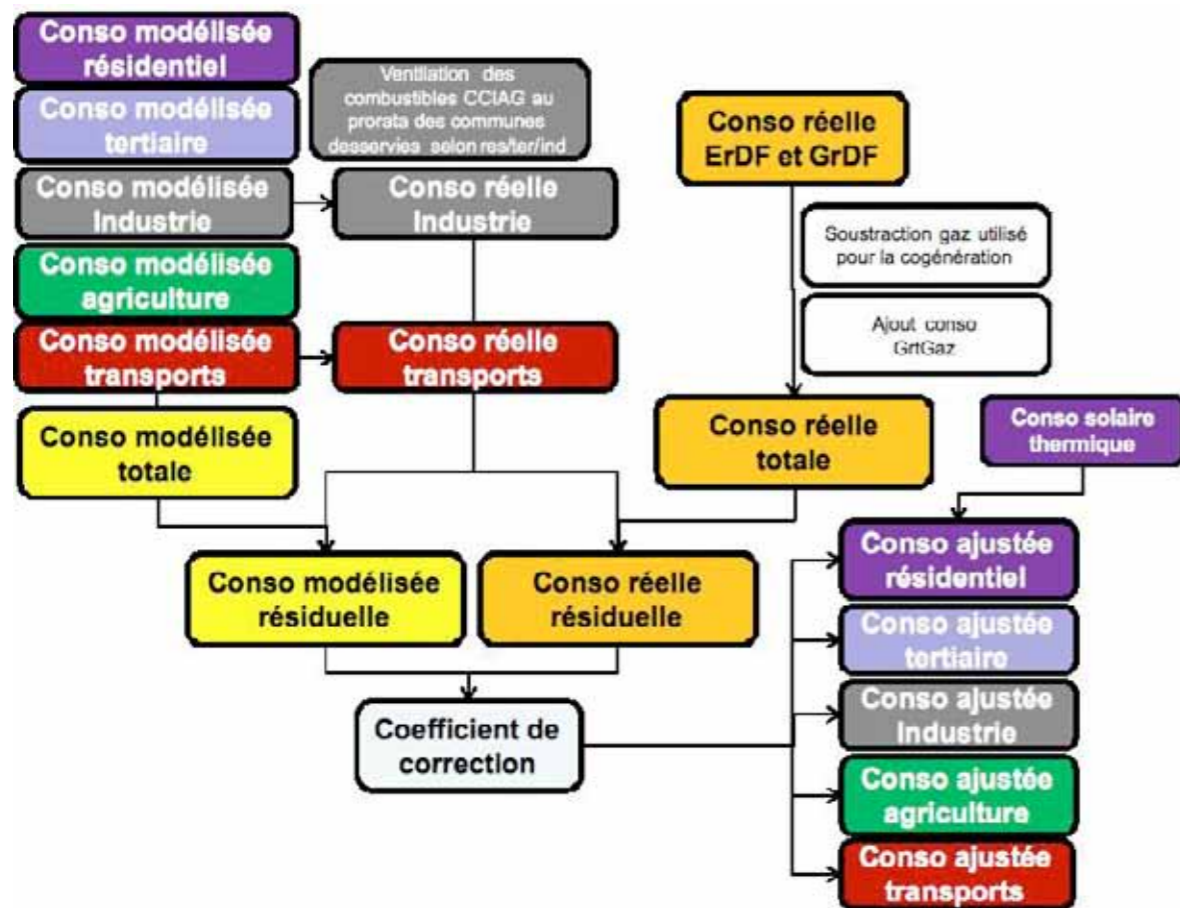 Conso modélisée
résidentiel
Conso modélisée
tertiaire
Conso modélisée
Industrie
Conso modélisée
agriculture
Conso modélisée
transports
Conso modélisée
totale
Ventilation des
combustibles CCIAG au
prorata des communes
desservies selon res/ter/ind
Conso réelle
Industrie
Conso réelle
transports
Conso réelle
ErDF et GrDF
Soustraction gaz utilisé
pour la cogénération
Ajout conso
GrtGaz
Conso réelle
totale
Conso solaire
thermique
Conso modélisée
résiduelle
Conso réelle
résiduelle
Coefficient de
correction
Conso ajustée
résidentiel
Conso ajustée
tertiaire
Conso ajustée
Industrie
Conso ajustée
agriculture
Conso ajustée
transports